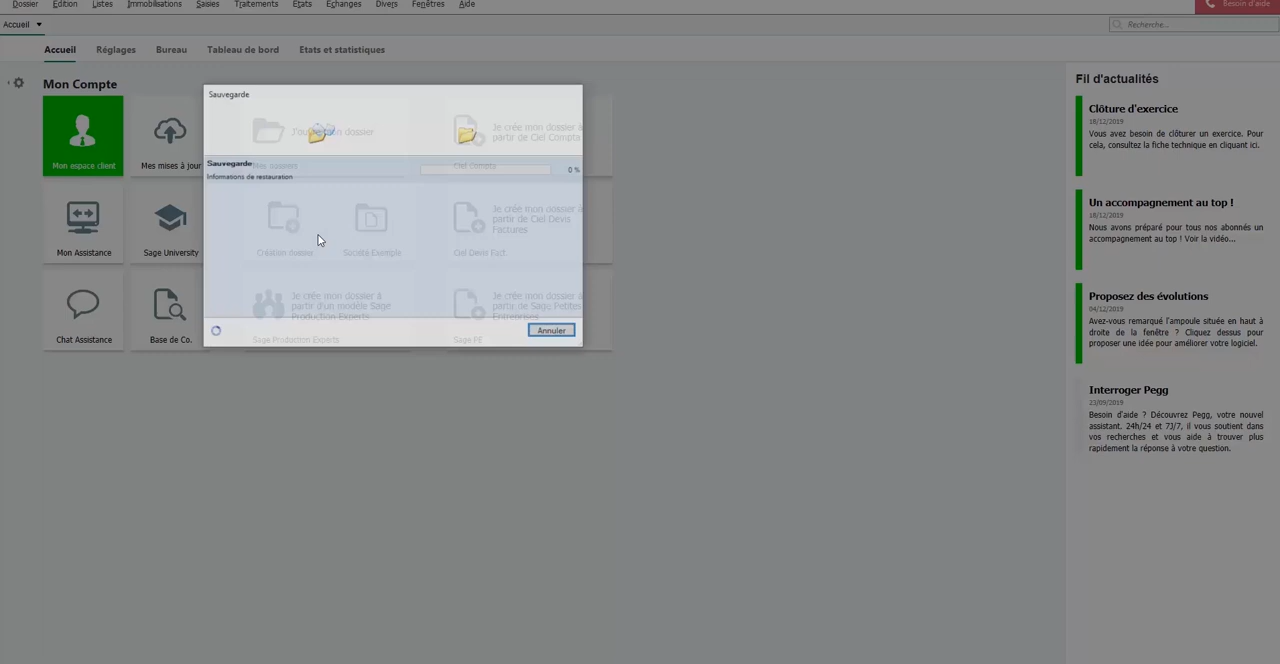 Dossier Edition Listes Immobilisations Saisies Traitements Etats Echanges Divers Fenêtres Aide Besoin d'aide
Accueil Recherche...
Accueil Réglages Bureau Tableau de bord Etats et statistiques
Mon Compte
Mon espace client
Mes mises à jour
Mon Assistance
Sage University
Chat Assistance
Base de Co.
Sauvegarde
mon dossier
Je crée mon dossier à
partir de Ciel Compta
Sauvegarde
Mes dossiers
Ciel Compta
0 %
Informations de restauration
Je crée mon dossier à
partir de Ciel Devis
Factures
Création dossier
Société Exemple
Ciel Devis Fact.
Je crée mon dossier à
partir d'un modèle Sage
Production Experts
Je crée mon dossier à
partir de Sage Petites
Entreprises
Annuler
Sage Production Experts
Sage PE
Fil d'actualités
Clôture d'exercice
18/12/2019
Vous avez besoin de clôturer un exercice. Pour
cela, consultez la fiche technique en cliquant ici.
Un accompagnement au top !
18/12/2019
Nous avons préparé pour tous nos abonnés un
accompagnement au top ! Voir la vidéo...
Proposez des évolutions
04/12/2019
Avez-vous remarqué l'ampoule située en haut à
droite de la fenêtre ? Cliquez dessus pour
proposer une idée pour améliorer votre logiciel.
Interroger Pegg
23/09/2019
Besoin d'aide ? Découvrez Pegg, votre nouvel
assistant. 24h/24 et 7J/7, il vous soutient dans
vos recherches et vous aide à trouver plus
rapidement la réponse à votre question.